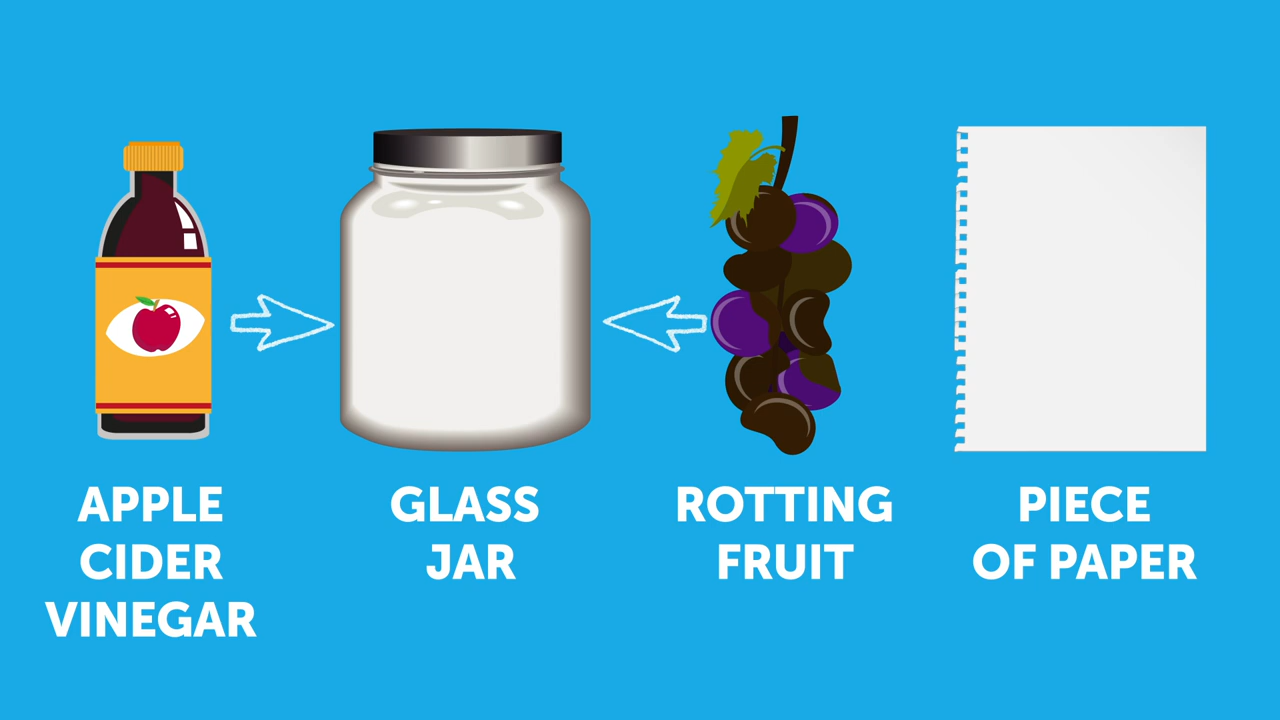 APPLE
CIDER
VINEGAR
GLASS
JAR
ROTTING
FRUIT
PIECE
OF PAPER